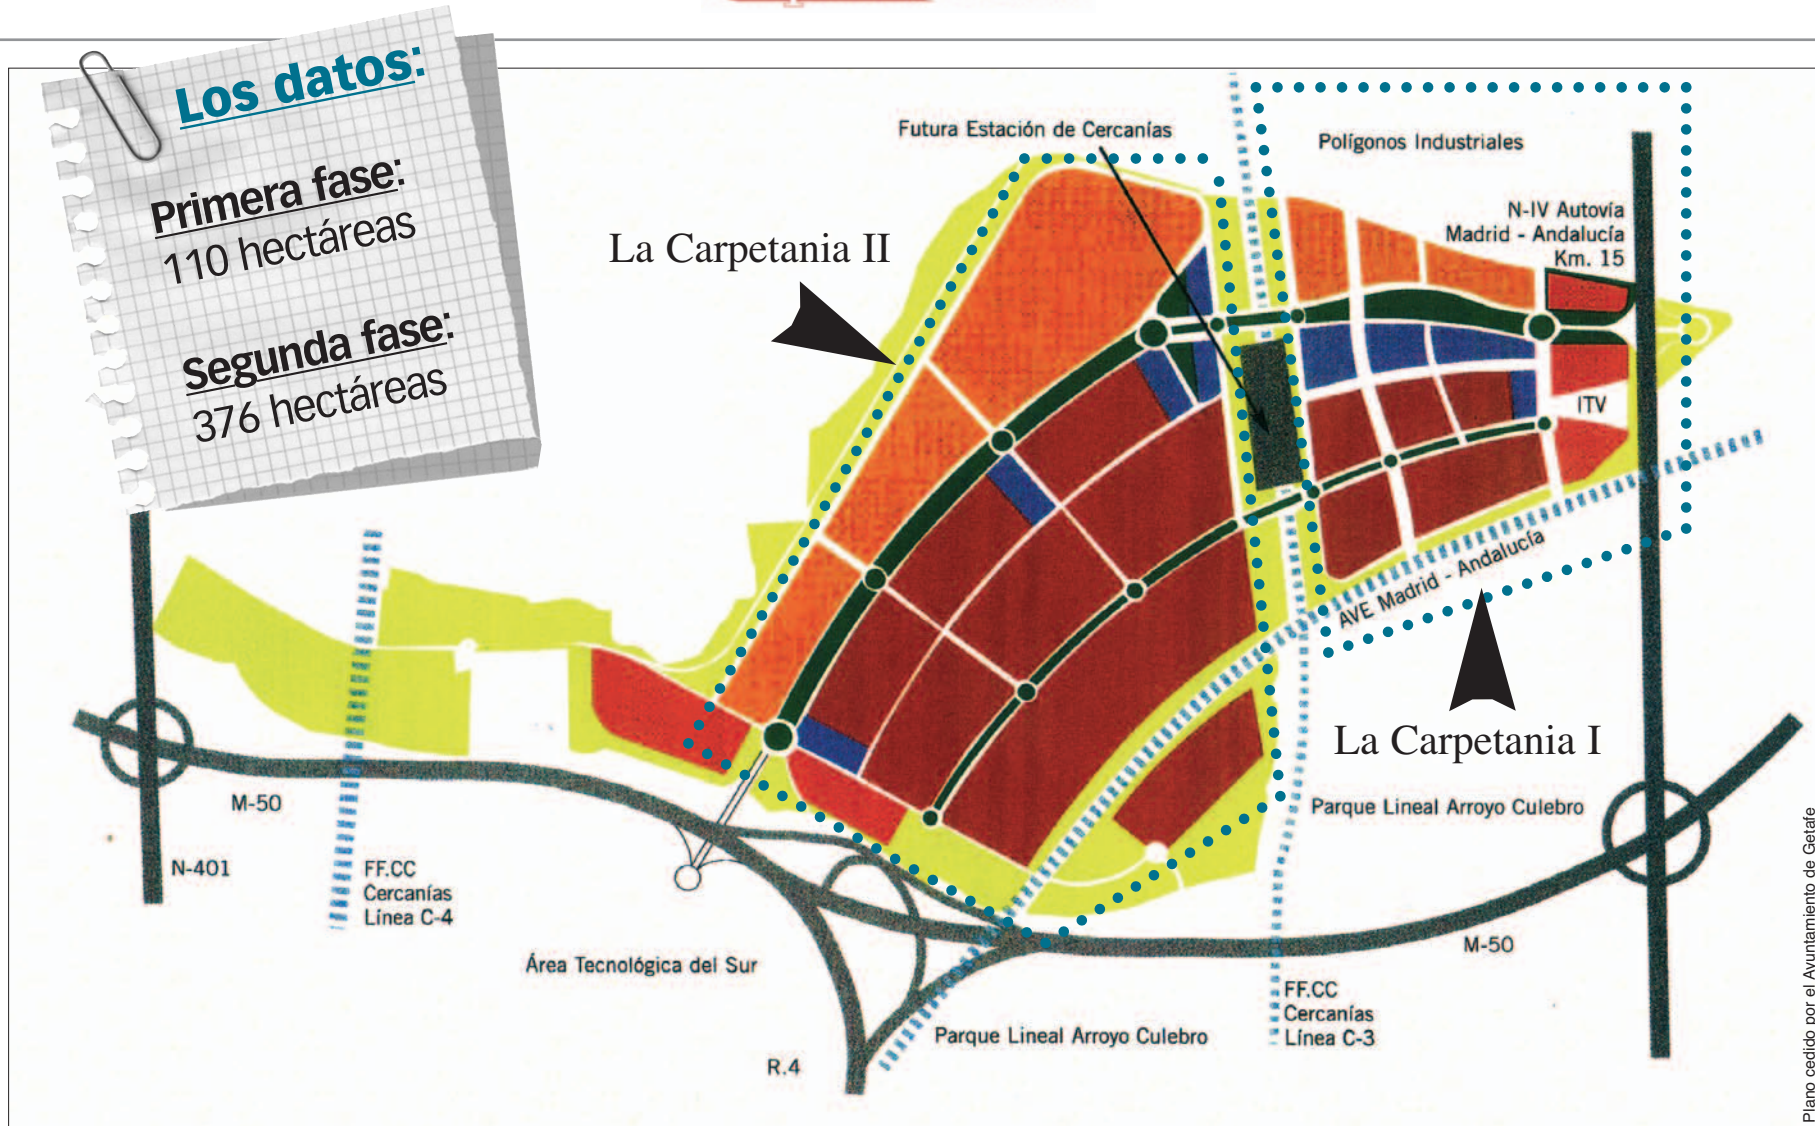 Los datos:
Primera fase:
110 hectáreas
Segunda fase:
376 hectáreas
Futura Estación de Cercanías
Polígonos Industriales
La Carpetania II
N-IV Autovía
Madrid - Andalucía
Km. 15
ITV
AVE Madrid - Andalucía
La Carpetania I
Parque Lineal Arroyo Culebro
M-50
N-401
FF.CC
Cercanías
Línea C-4
Área Tecnológica del Sur
M-50
FF.CC
Cercanías
Línea C-3
Parque Lineal Arroyo Culebro
R.4
Plano cedido por el Ayuntamiento de Getafe